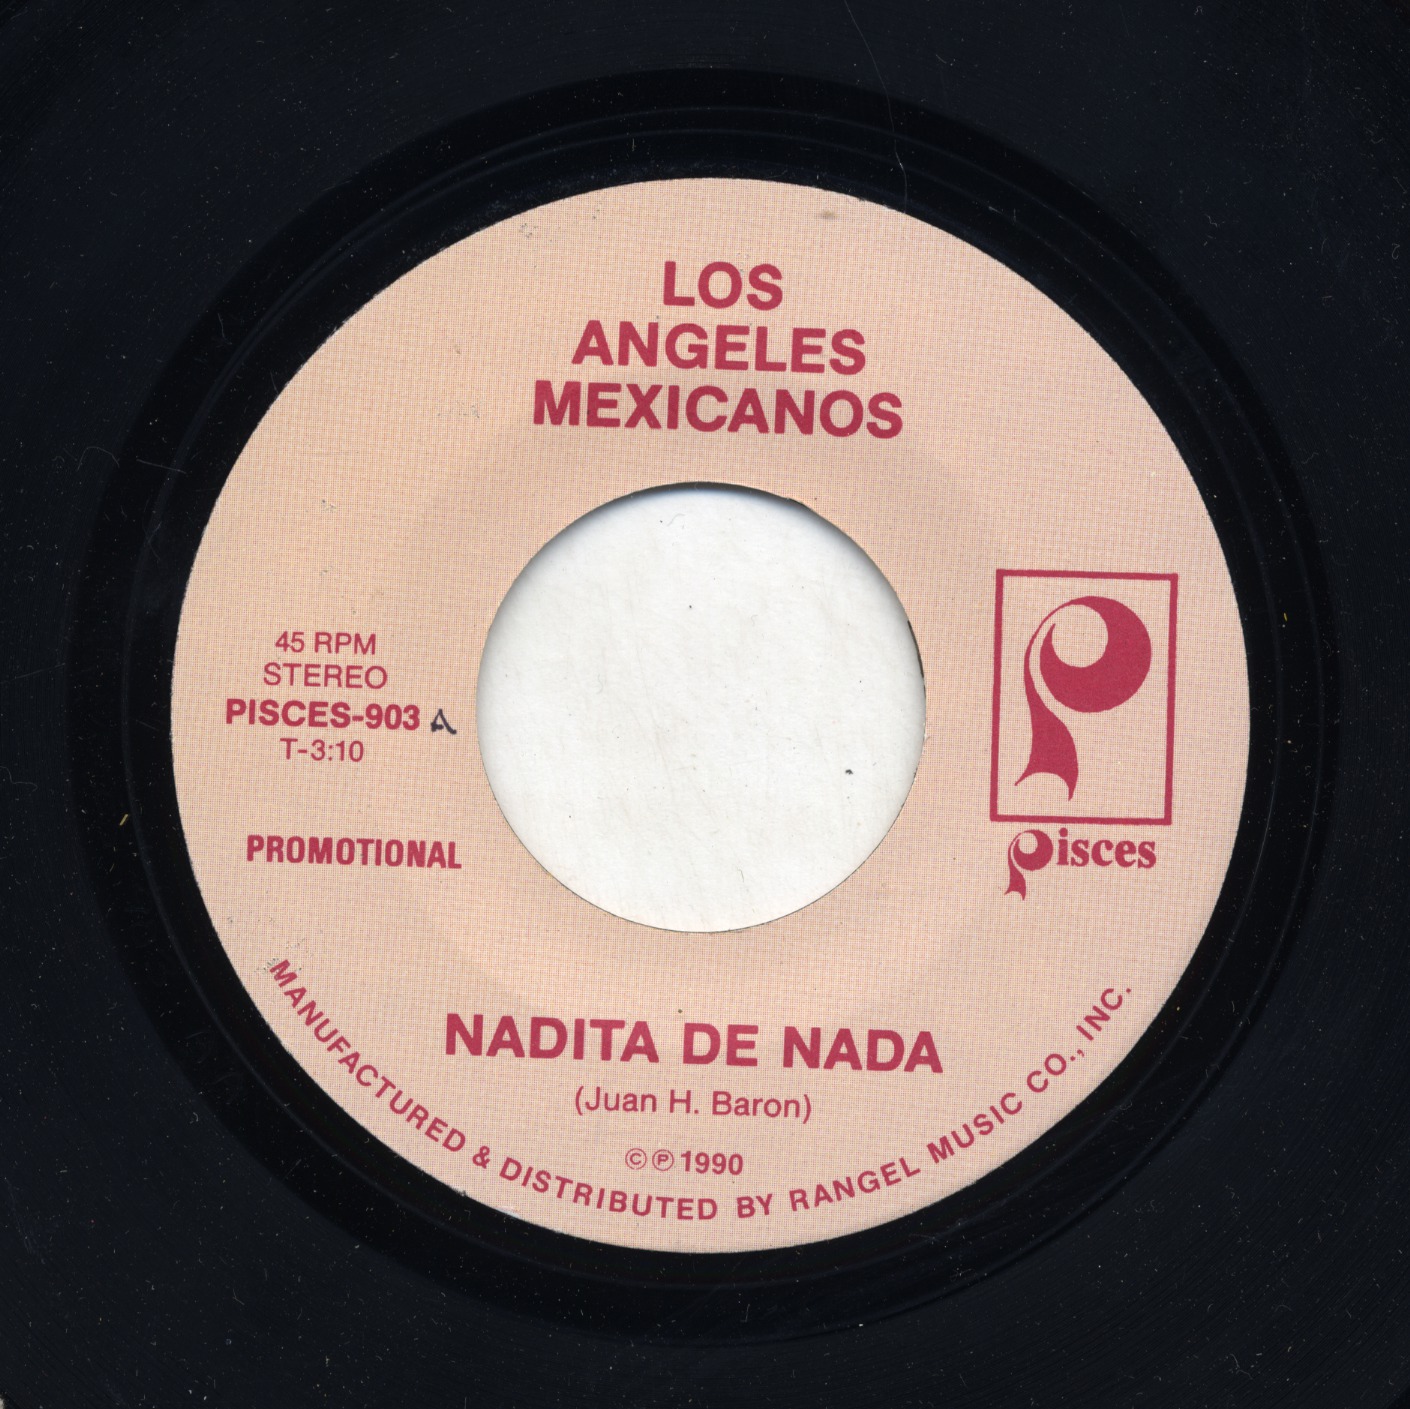 LOS
ANGELES
MEXICANOS
45 RPM
STEREO
PISCES-903 A
T-3:10
PROMOTIONAL
Pisces
NADITA DE NADA
(Juan H. Baron)
©℗ 1990
MANUFACTURED & DISTRIBUTED BY RANGEL MUSIC CO., INC.